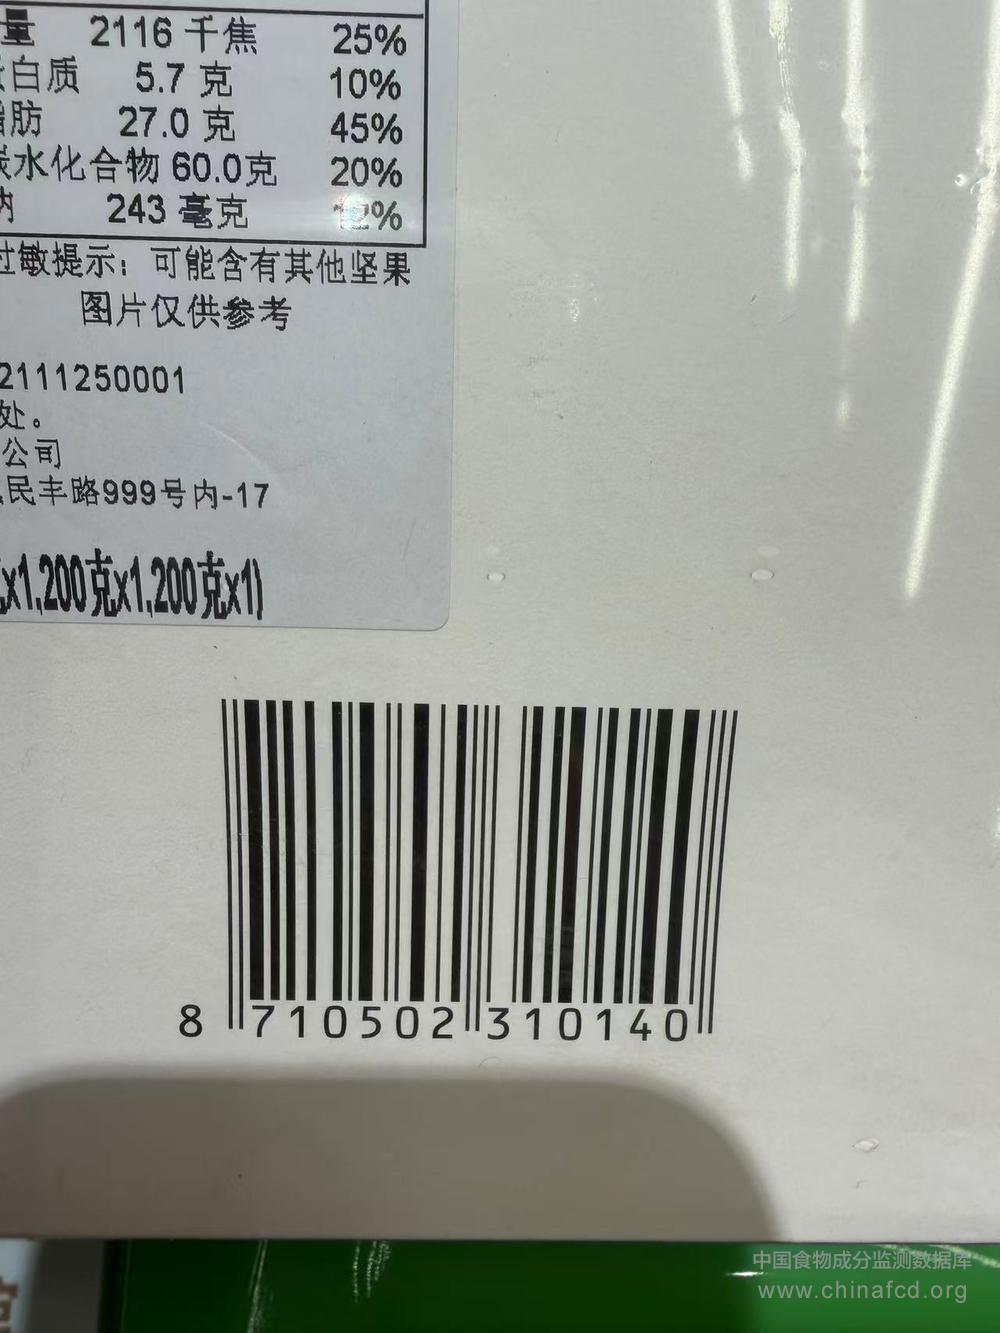 量 2116 千焦 25%
白质 5.7 克 10%
肪 27.0 克 45%
水化合物 60.0克 20%
243 毫克 %
过敏提示：可能含有其他坚果
图片仅供参考
2111250001
处。
公司
民丰路999号内-17
x1,200克x1,200克x1)
8 710502 310140
中国食物成分监测数据库
www.chinafcd.org